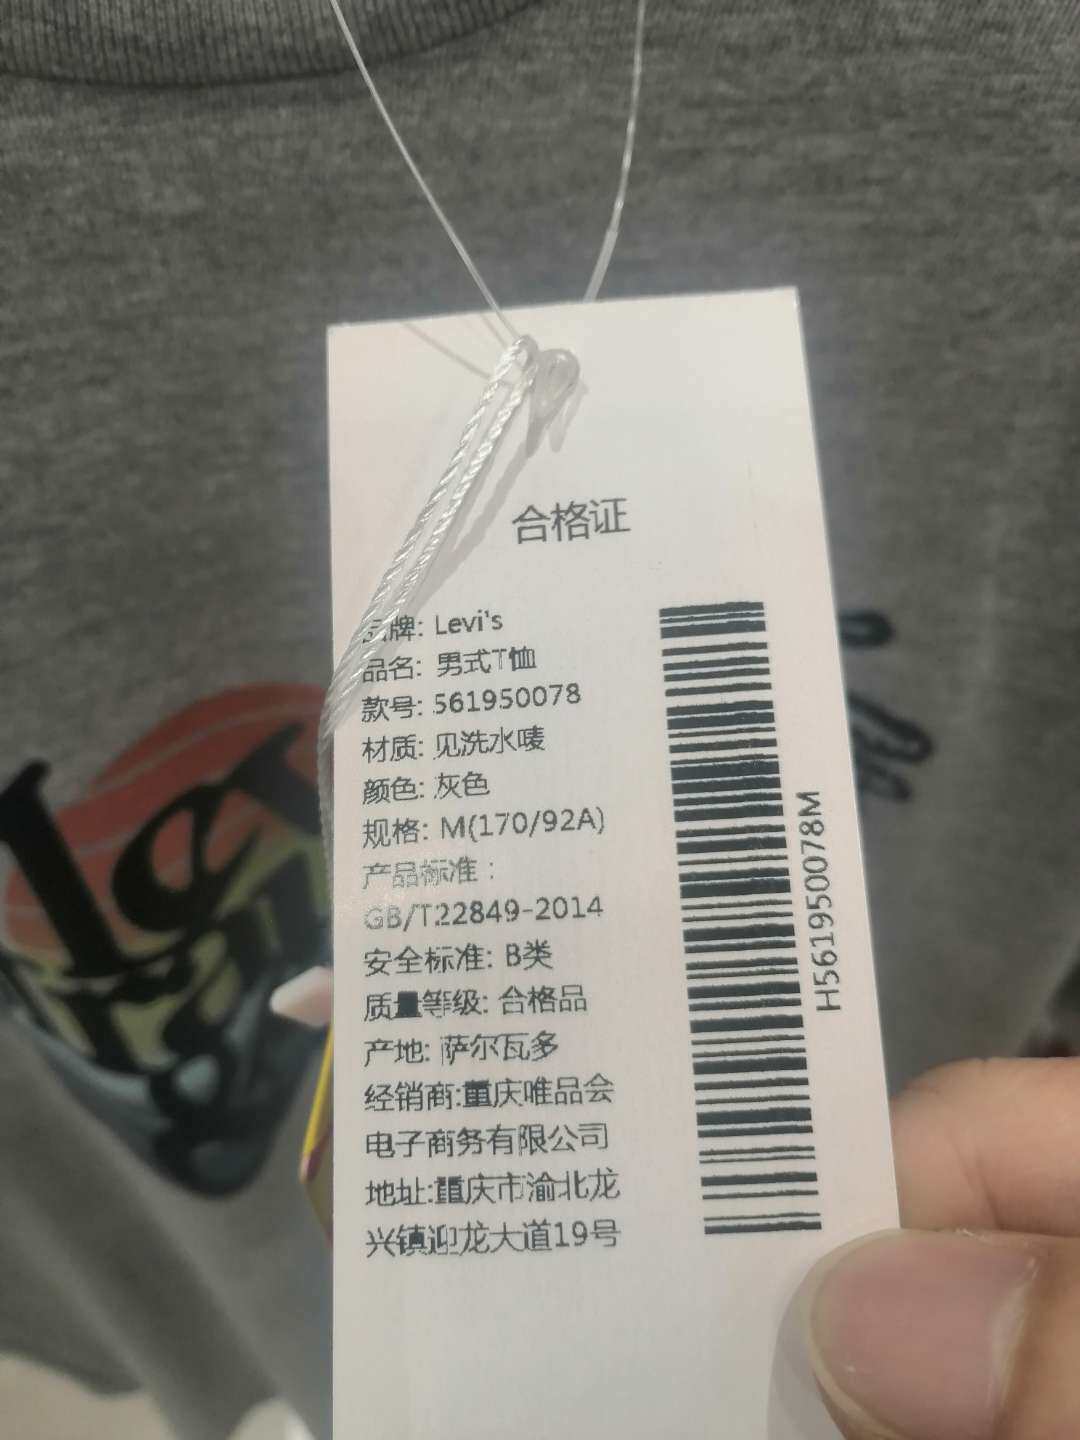 合格证
品牌: Levi's
品名: 男式T恤
款号: 561950078
材质: 见洗水唛
颜色: 灰色
规格: M(170/92A)
产品标准：
GB/T22849-2014
安全标准: B类
质量等级: 合格品
产地: 萨尔瓦多
经销商:重庆唯品会
电子商务有限公司
地址:重庆市渝北龙
兴镇迎龙大道19号
H561950078M